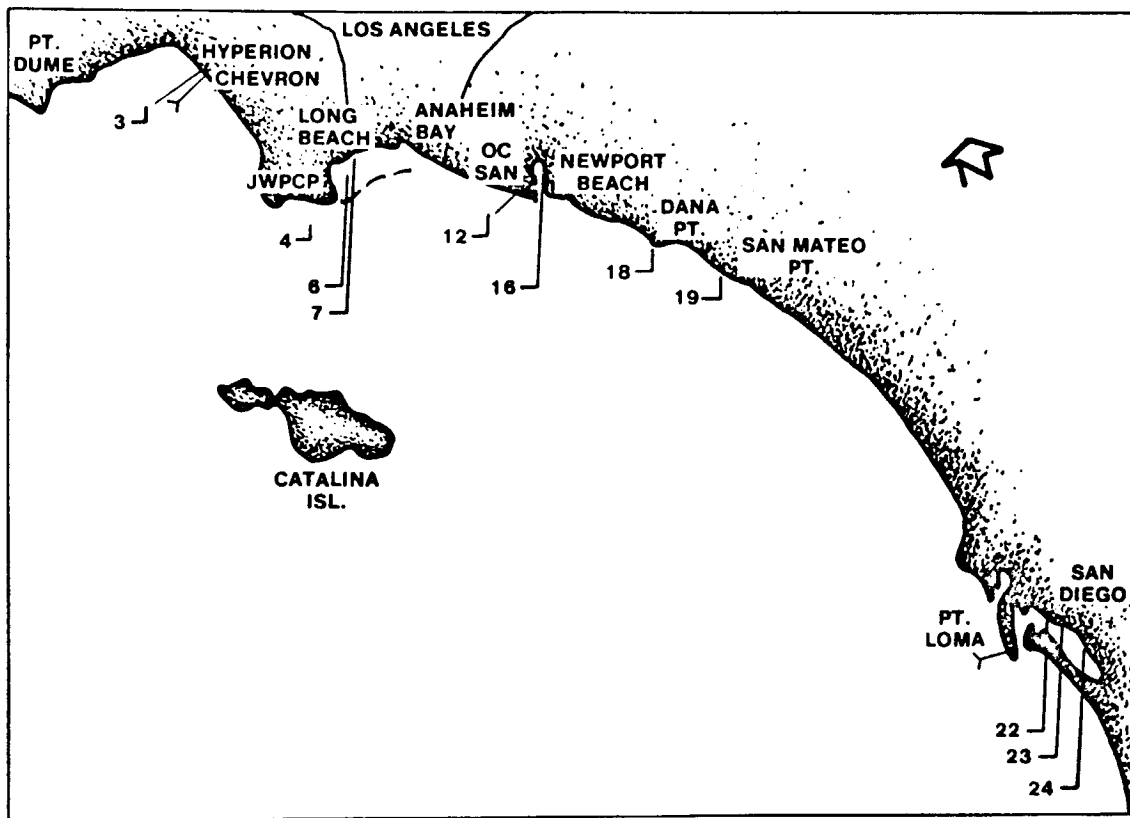 LOS ANGELES
PT.
DUME
HYPERION
CHEVRON
3
LONG
BEACH
ANAHEIM
BAY
OC
SAN
NEWPORT
BEACH
JWPCP
4
12
DANA
PT.
SAN MATEO
PT.
6
7
16
18
19
CATALINA
ISL.
SAN
DIEGO
PT.
LOMA
22
23
24